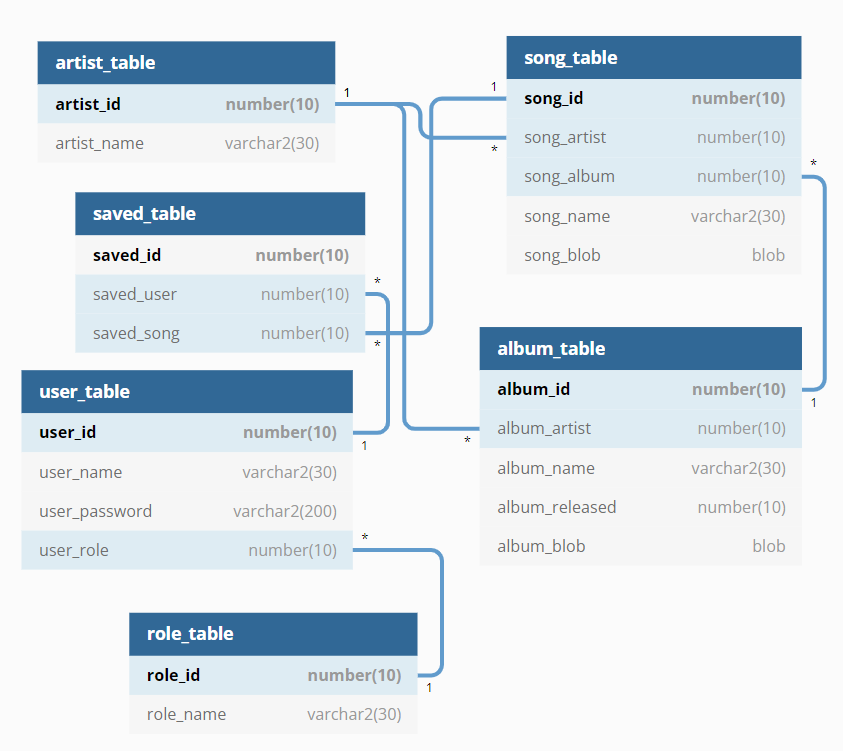 artist_table
artist_id number(10)
artist_name varchar2(30)
1
song_table
song_id number(10)
song_artist number(10)
song_album number(10)
song_name varchar2(30)
song_blob blob
1
*
*
saved_table
saved_id number(10)
saved_user number(10)
saved_song number(10)
*
*
album_table
album_id number(10)
album_artist number(10)
album_name varchar2(30)
album_released number(10)
album_blob blob
1
*
user_table
user_id number(10)
user_name varchar2(30)
user_password varchar2(200)
user_role number(10)
1
*
role_table
role_id number(10)
role_name varchar2(30)
1